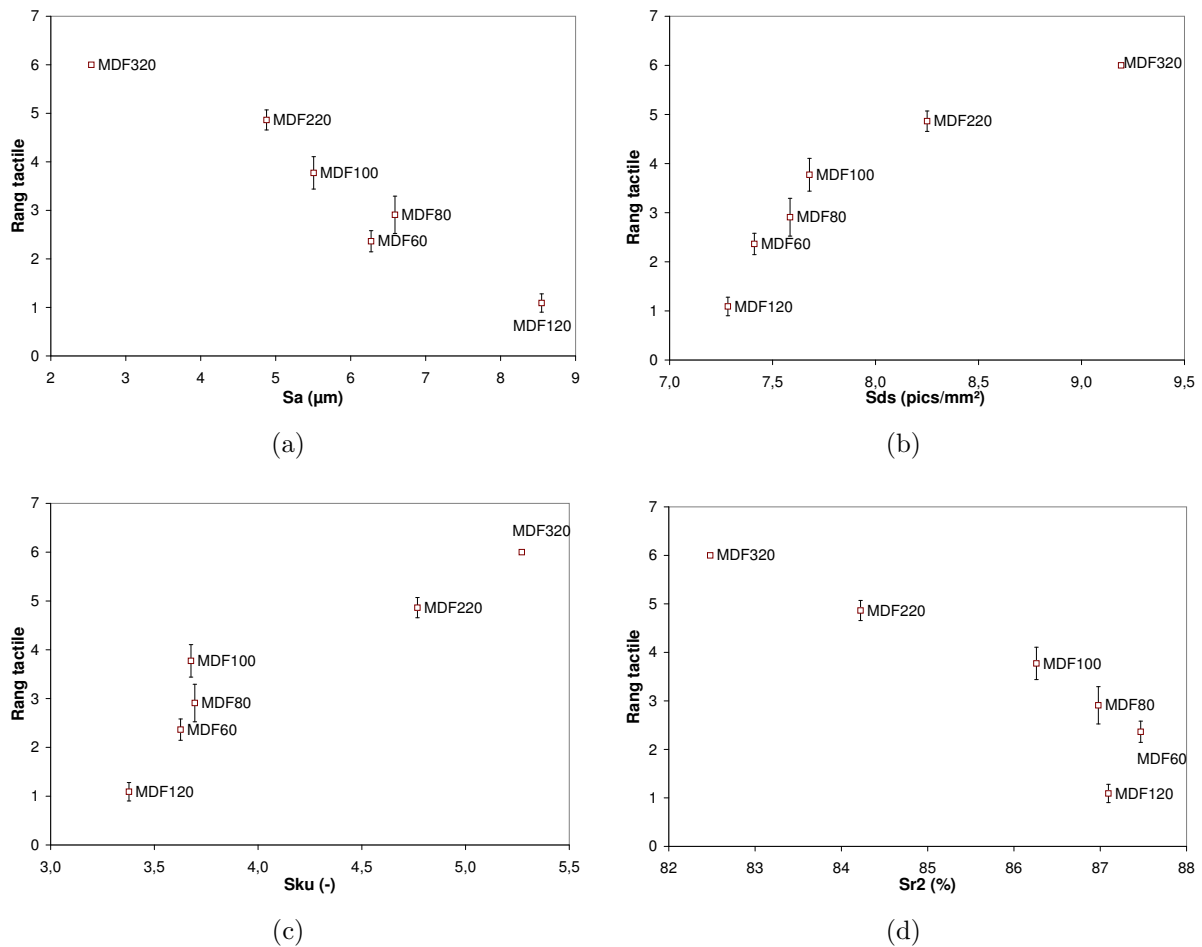 7
6
5
4
3
2
1
0
Rang tactile
MDF320
MDF220
MDF100
MDF80
MDF60
MDF120
2 3 4 5 6 7 8 9
Sa (µm)
(a)
7
6
5
4
3
2
1
0
Rang tactile
MDF320
MDF220
MDF100
MDF80
MDF60
MDF120
7,0 7,5 8,0 8,5 9,0 9,5
Sds (pics/mm²)
(b)
7
6
5
4
3
2
1
0
Rang tactile
MDF320
MDF220
MDF100
MDF80
MDF60
MDF120
3,0 3,5 4,0 4,5 5,0 5,5
Sku (-)
(c)
7
6
5
4
3
2
1
0
Rang tactile
MDF320
MDF220
MDF100
MDF80
MDF60
MDF120
82 83 84 85 86 87 88
Sr2 (%)
(d)